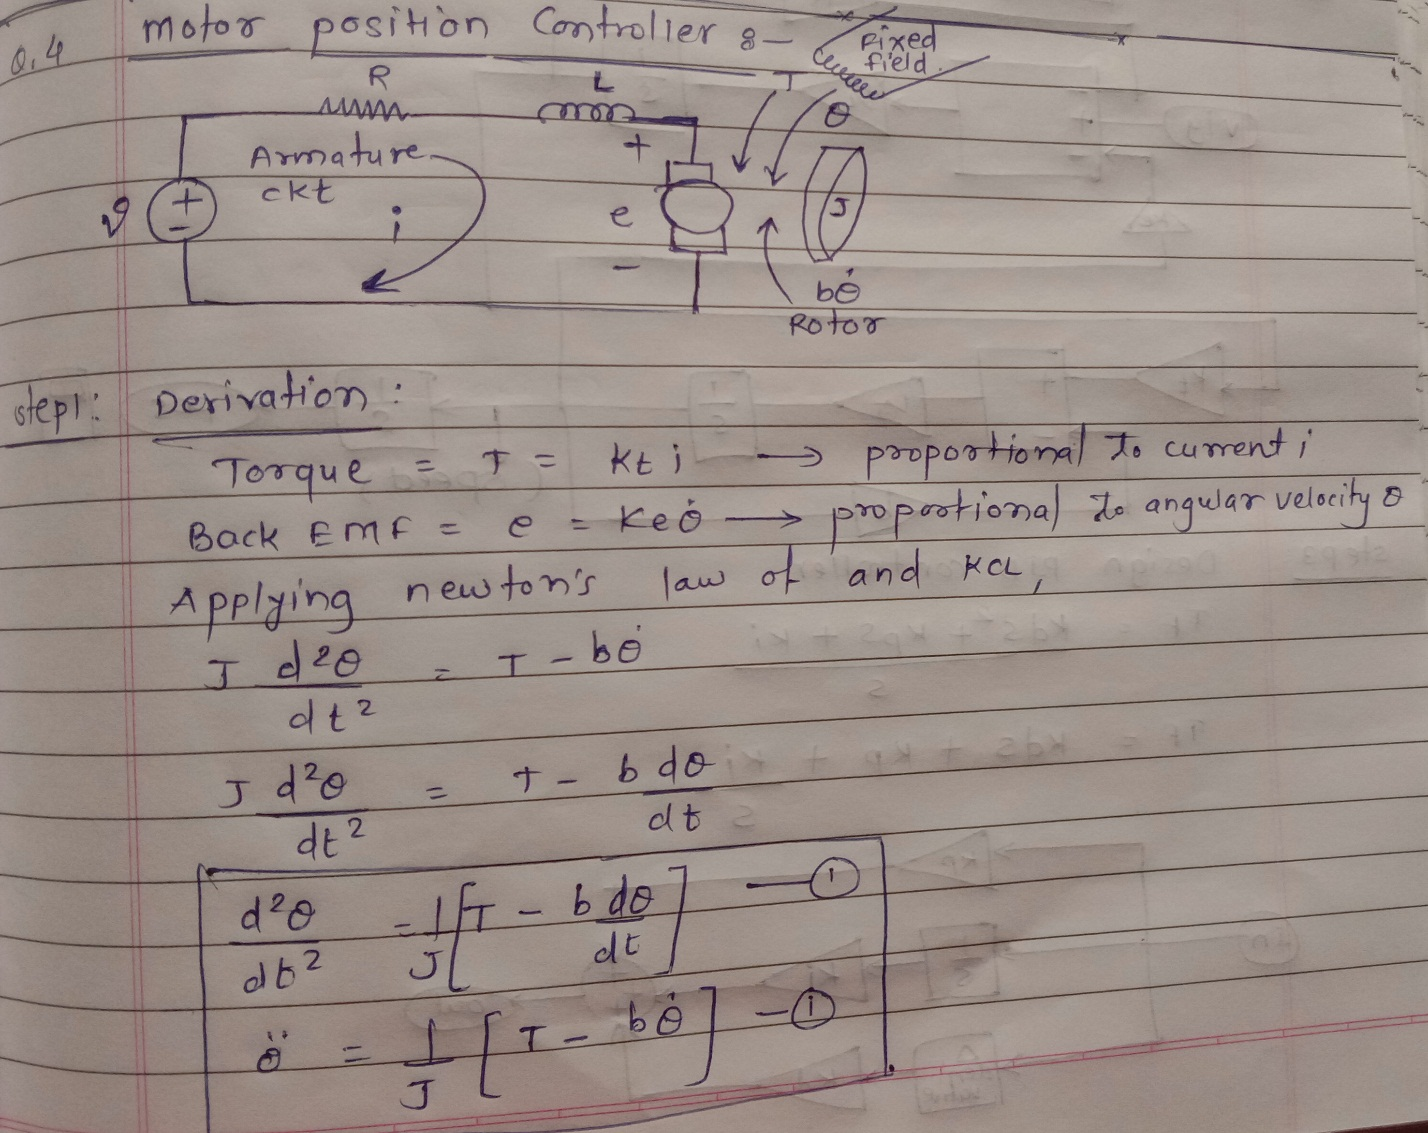 Q.4 motor position Controller :-
Fixed
field.
R
L
T
θ
+
Armature
ckt
v
+
-
i
e
J
-
bθ̇
Rotor
step1: Derivation :
Torque = T = Kt i → proportional to current i
Back EMF = e = Keθ̇ → proportional to angular velocity θ
Applying newton's law of and KCL,
J d²θ/dt² = T - bθ̇
J d²θ/dt² = T - b dθ/dt
d²θ/dt² = 1/J [T - b dθ/dt] — ①
θ̈ = 1/J [T - bθ̇] — ①